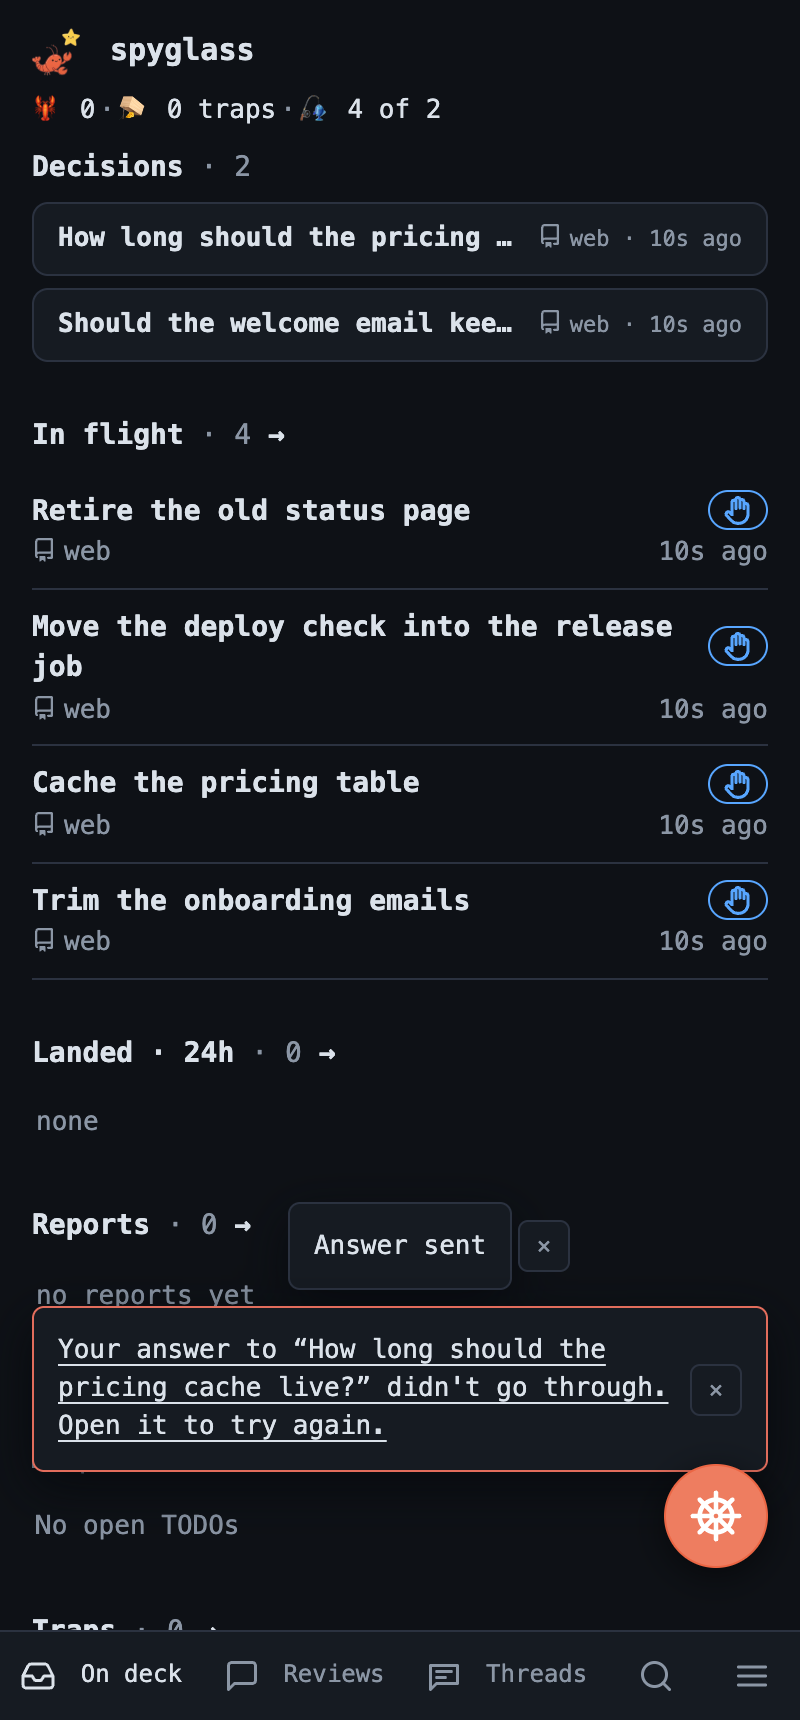 spyglass
0 · 0 traps · 4 of 2
Decisions · 2
How long should the pricing … web · 10s ago
Should the welcome email kee… web · 10s ago
In flight · 4 →
Retire the old status page
web 10s ago
Move the deploy check into the release
job
web 10s ago
Cache the pricing table
web 10s ago
Trim the onboarding emails
web 10s ago
Landed · 24h · 0 →
none
Reports · 0 →
Answer sent ×
no reports yet
Your answer to “How long should the
pricing cache live?” didn't go through.
Open it to try again.
×
No open TODOs
Traps · 0 →
On deck Reviews Threads